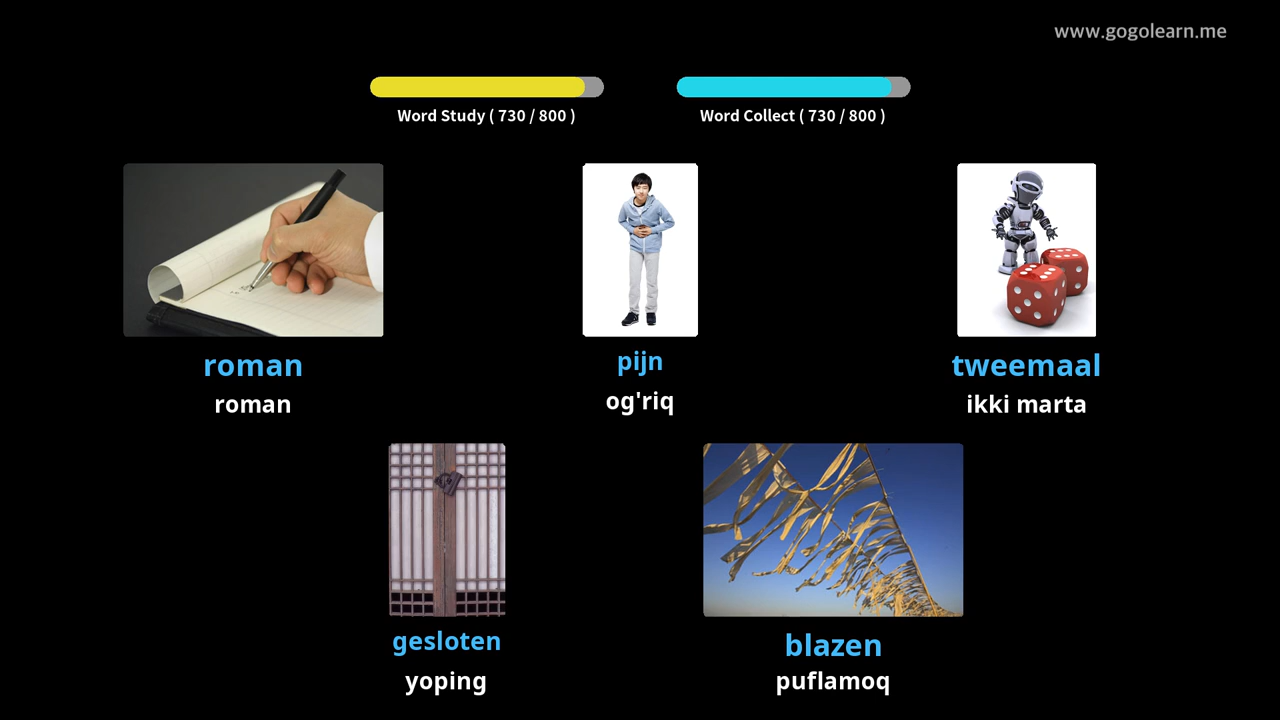 www.gogolearn.me
Word Study ( 730 / 800 )
Word Collect ( 730 / 800 )
roman
roman
pijn
og'riq
tweemaal
ikki marta
gesloten
yoping
blazen
puflamoq